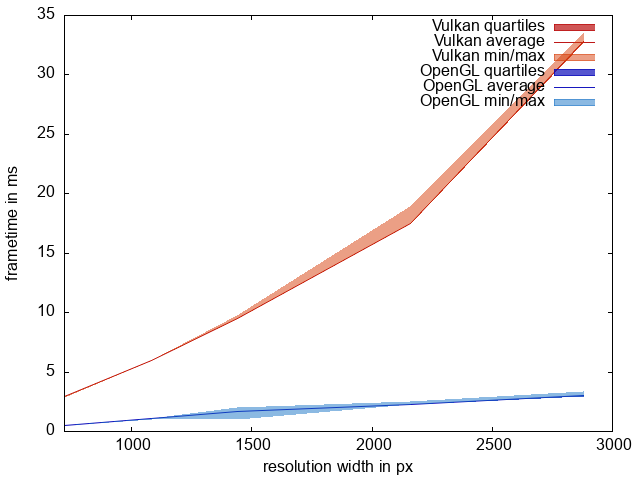 35
30
25
20
15
10
5
0
frametime in ms
Vulkan quartiles
Vulkan average
Vulkan min/max
OpenGL quartiles
OpenGL average
OpenGL min/max
1000 1500 2000 2500 3000
resolution width in px